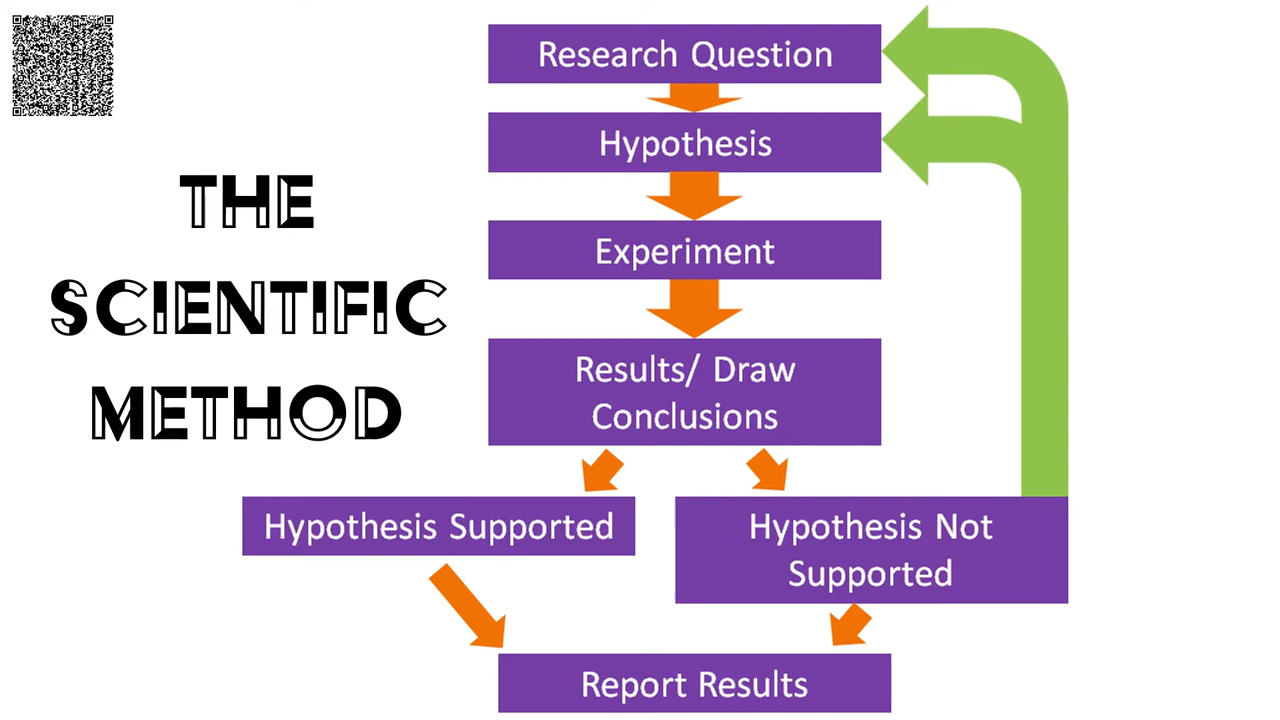 THE
SCIENTIFIC
METHOD
Research Question
Hypothesis
Experiment
Results/ Draw
Conclusions
Hypothesis Supported
Hypothesis Not
Supported
Report Results